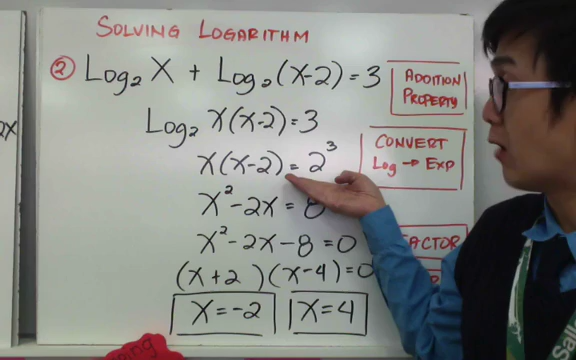 SOLVING LOGARITHM
② Log₂ X + Log₂ (X-2) = 3
ADDITION
PROPERTY
Log₂ X(X-2) = 3
CONVERT
Log → EXP
X(X-2) = 2³
X² - 2X = 8
X² - 2X - 8 = 0
(X+2)(X-4) = 0
X = -2
X = 4
2X